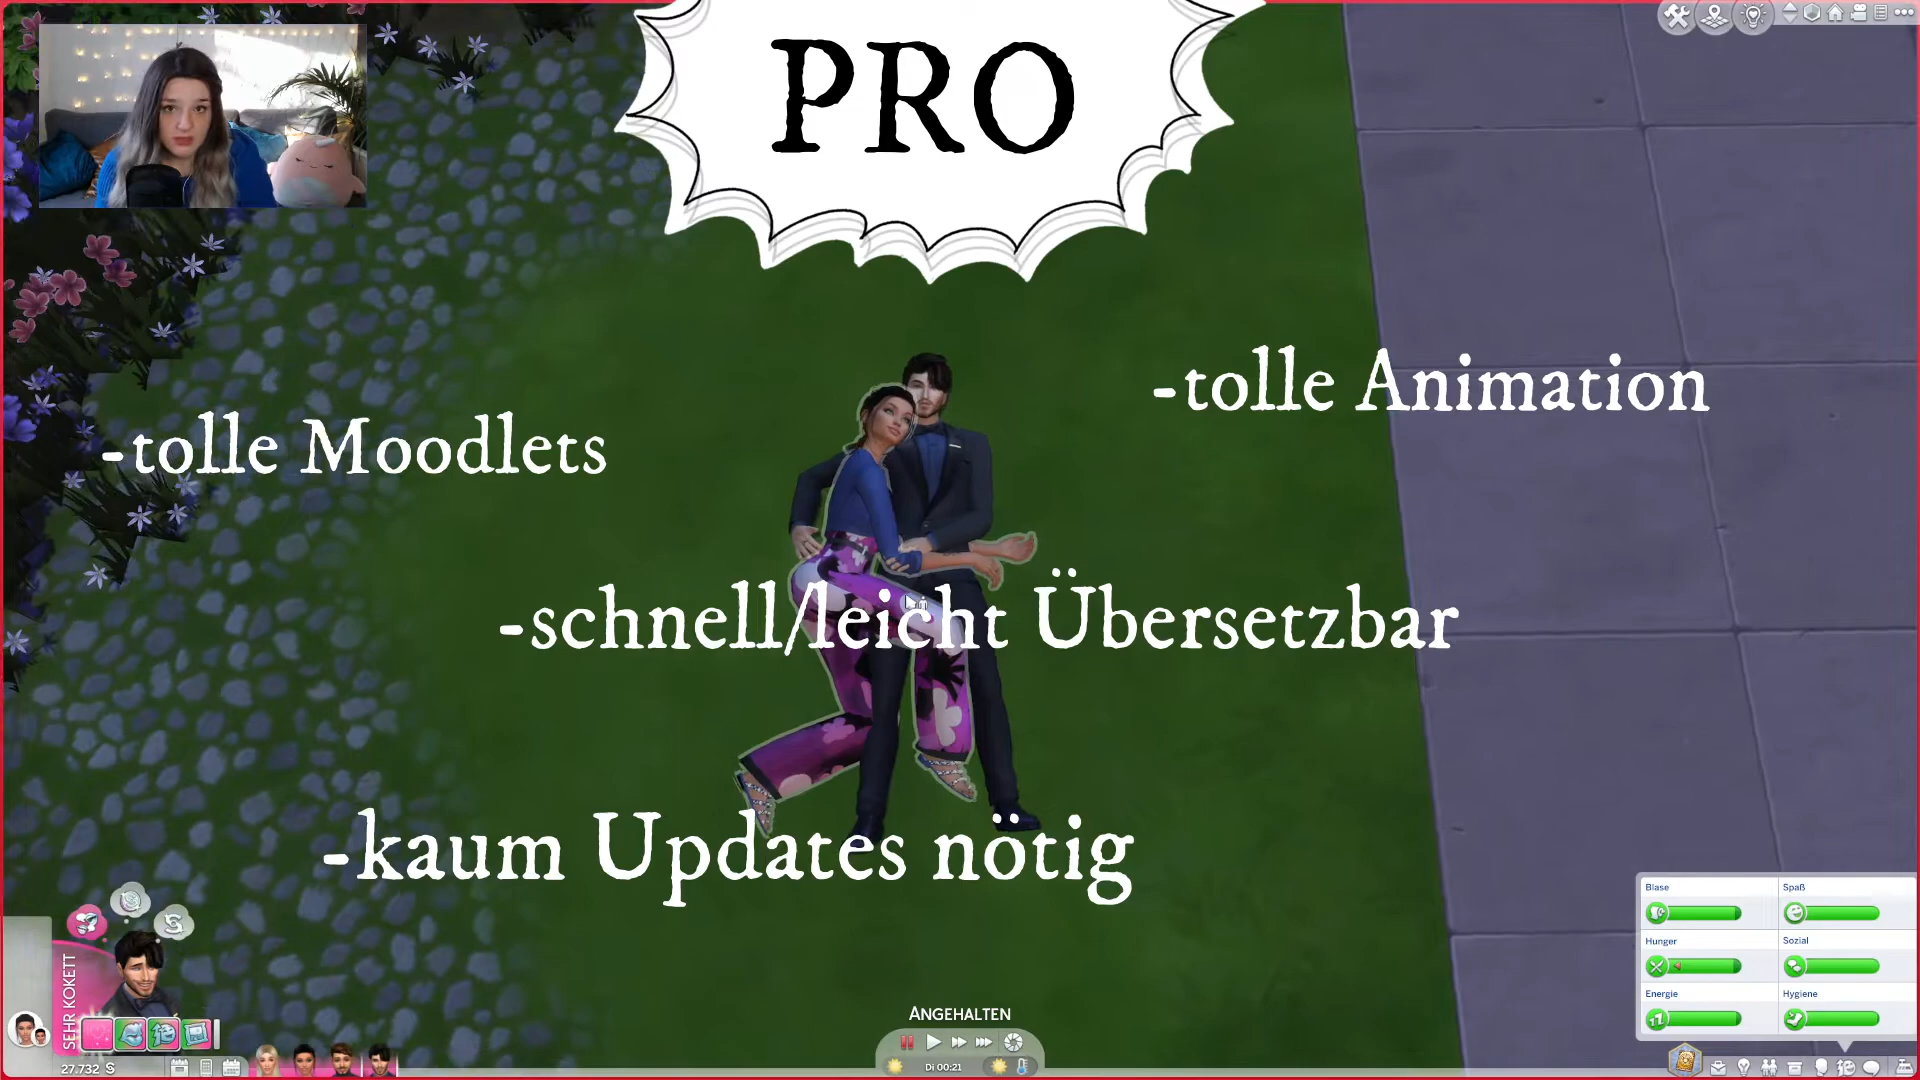 PRO
-tolle Animation
-tolle Moodlets
-schnell/leicht Übersetzbar
-kaum Updates nötig
Blase
Spaß
Hunger
Sozial
Energie
Hygiene
SEHR KOKETT
27.732 S
ANGEHALTEN
Di 00:21